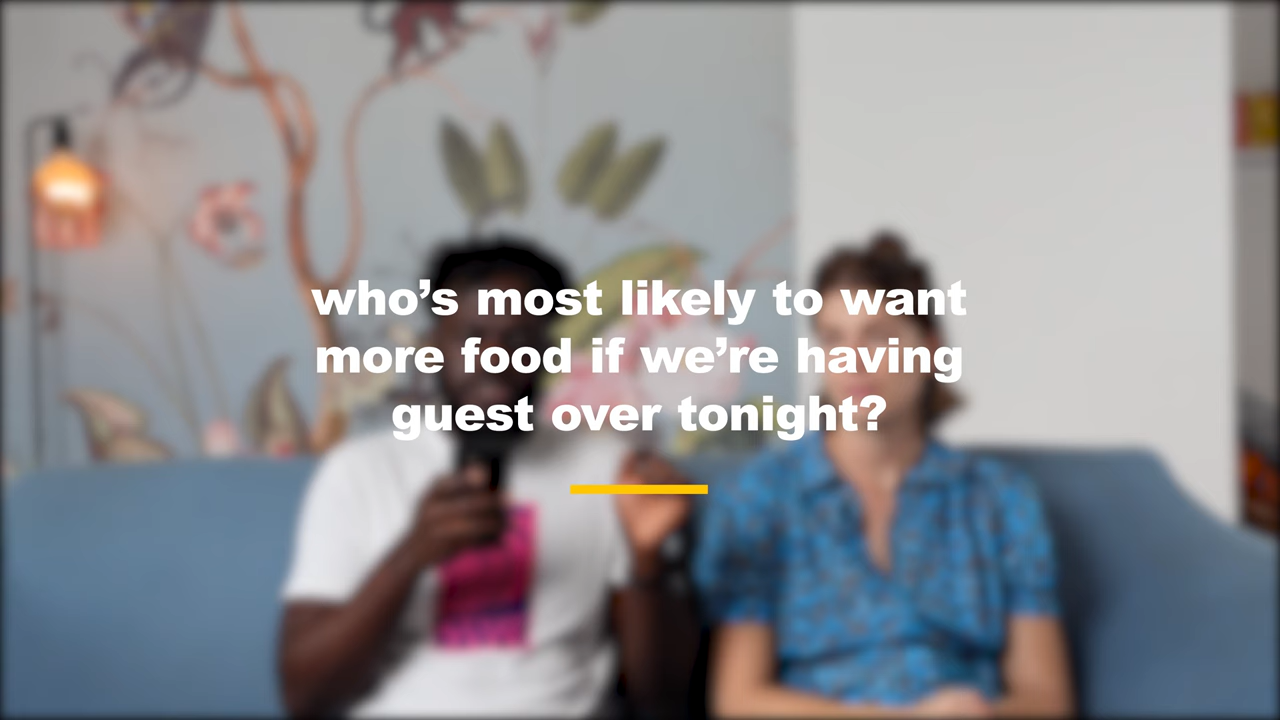 who’s most likely to want
more food if we’re having
guest over tonight?